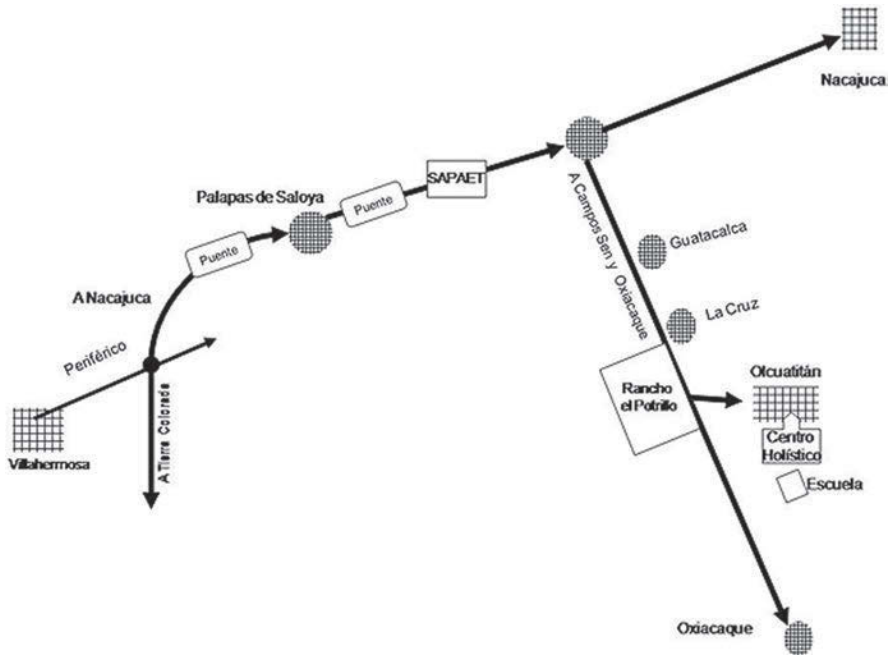 Nacajuca
SAPAET
Palapas de Saloya
Puente
Puente
A Campos Sen y Oxiacaque
Guatacalca
A Nacajuca
La Cruz
Periférico
Olcuatitán
Rancho
el Potrillo
Villahermosa
A Tierra Colorada
Centro
Holístico
Escuela
Oxiacaque